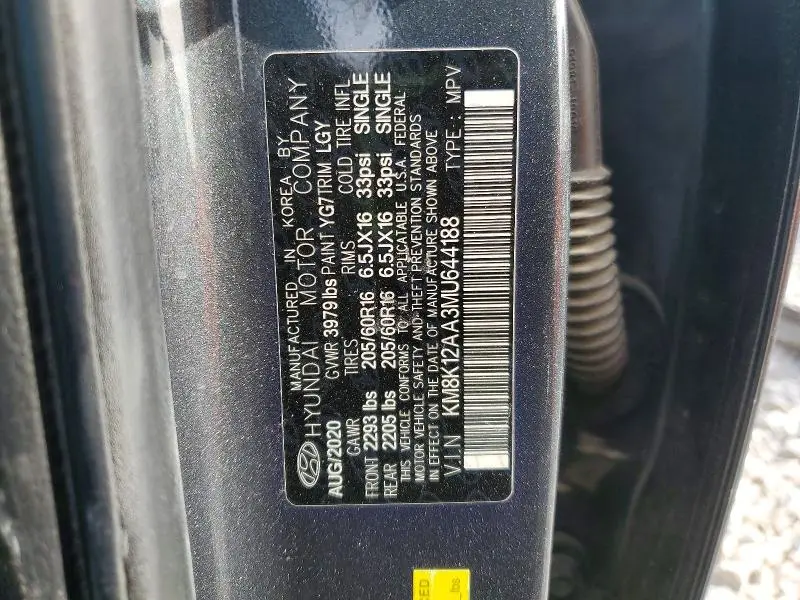 MANUFACTURED IN KOREA BY
HYUNDAI MOTOR COMPANY
AUG/2020 GVWR 3979 lbs PAINT YG7 TRIM LGY
GAWR TIRES RIMS COLD TIRE INFL
FRONT 2293 lbs 205/60R16 6.5JX16 33psi SINGLE
REAR 2205 lbs 205/60R16 6.5JX16 33psi SINGLE
THIS VEHICLE CONFORMS TO ALL APPLICABLE U.S.A. FEDERAL
MOTOR VEHICLE SAFETY AND THEFT PREVENTION STANDARDS
IN EFFECT ON THE DATE OF MANUFACTURE SHOWN ABOVE
V.I.N KM8K12AA3MU644188 TYPE : MPV
CED
lbs